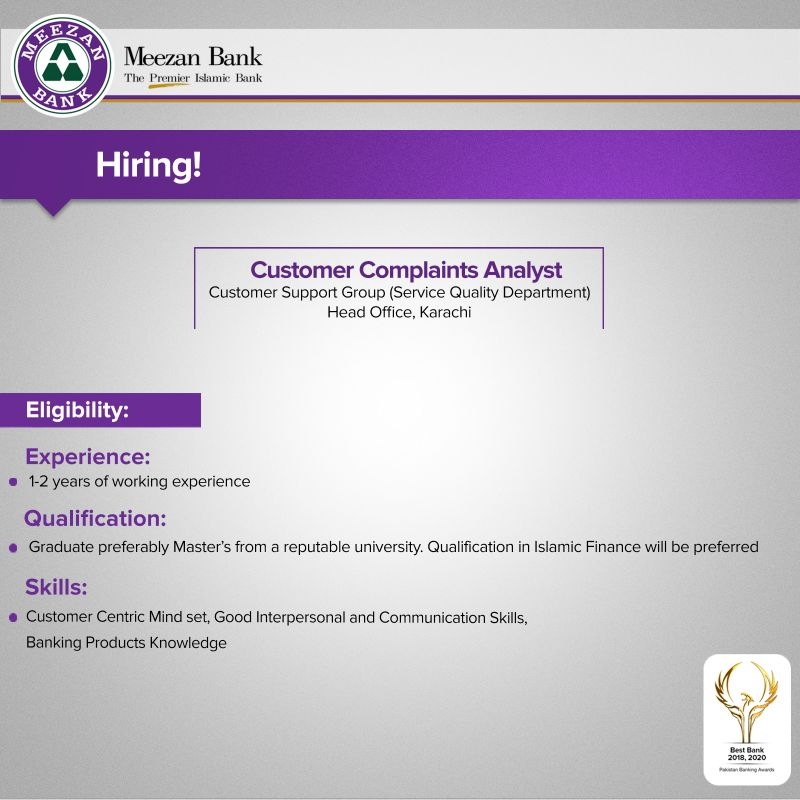 MEEZAN
BANK
Meezan Bank
The Premier Islamic Bank
Hiring!
Customer Complaints Analyst
Customer Support Group (Service Quality Department)
Head Office, Karachi
Eligibility:
Experience:
1-2 years of working experience
Qualification:
Graduate preferably Master's from a reputable university. Qualification in Islamic Finance will be preferred
Skills:
Customer Centric Mind set, Good Interpersonal and Communication Skills,
Banking Products Knowledge
Best Bank
2018, 2020
Pakistan Banking Awards